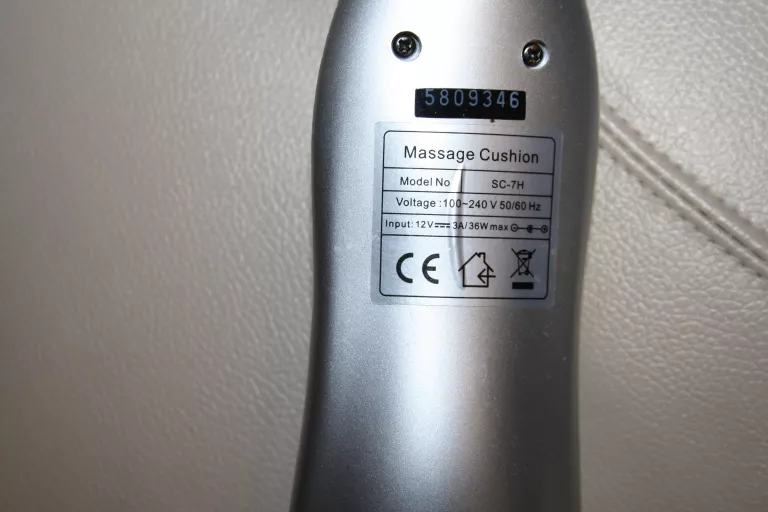 5809346
Massage Cushion
Model No SC-7H
Voltage :100~240 V 50/60 Hz
Input: 12V⎓3A/36W max
CE